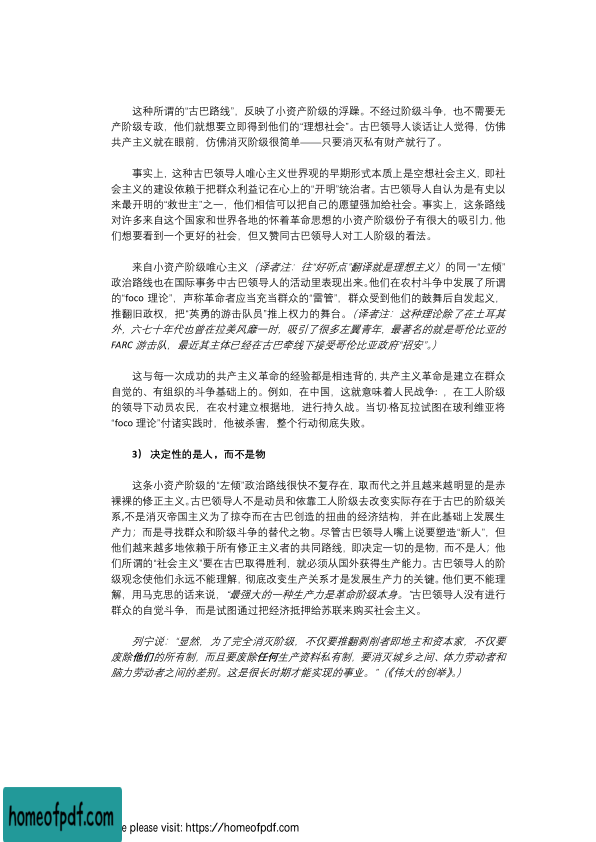 这种所谓的“古巴路线”，反映了小资产阶级的浮躁。不经过阶级斗争，也不需要无
产阶级专政，他们就想要立即得到他们的“理想社会”。古巴领导人谈话让人觉得，仿佛
共产主义就在眼前，仿佛消灭阶级很简单——只要消灭私有财产就行了。
事实上，这种古巴领导人唯心主义世界观的早期形式本质上是空想社会主义，即社
会主义的建设依赖于把群众利益记在心上的“开明”统治者。古巴领导人自认为是有史以
来最开明的“救世主”之一，他们相信可以把自己的愿望强加给社会。事实上，这条路线
对许多来自这个国家和世界各地的怀着革命思想的小资产阶级份子有很大的吸引力，他
们想要看到一个更好的社会，但又赞同古巴领导人对工人阶级的看法。
来自小资产阶级唯心主义（译者注：往“好听点”翻译就是理想主义）的同一“左倾”
政治路线也在国际事务中古巴领导人的活动里表现出来。他们在农村斗争中发展了所谓
的“foco 理论”，声称革命者应当充当群众的“雷管”，群众受到他们的鼓舞后自发起义，
推翻旧政权，把“英勇的游击队员”推上权力的舞台。（译者注：这种理论除了在土耳其
外，六七十年代也曾在拉美风靡一时，吸引了很多左翼青年，最著名的就是哥伦比亚的
FARC 游击队，最近其主体已经在古巴牵线下接受哥伦比亚政府“招安”。）
这与每一次成功的共产主义革命的经验都是相违背的，共产主义革命是建立在群众
自觉的、有组织的斗争基础上的。例如，在中国，这就意味着人民战争：，在工人阶级
的领导下动员农民，在农村建立根据地，进行持久战。当切·格瓦拉试图在玻利维亚将
“foco 理论”付诸实践时，他被杀害，整个行动彻底失败。
3） 决定性的是人，而不是物
这条小资产阶级的“左倾”政治路线很快不复存在，取而代之并且越来越明显的是赤
裸裸的修正主义。古巴领导人不是动员和依靠工人阶级去改变实际存在于古巴的阶级关
系,不是消灭帝国主义为了掠夺而在古巴创造的扭曲的经济结构，并在此基础上发展生
产力；而是寻找群众和阶级斗争的替代之物。尽管古巴领导人嘴上说要塑造“新人”，但
他们越来越多地依赖于所有修正主义者的共同路线，即决定一切的是物，而不是人；他
们所谓的“社会主义”要在古巴取得胜利，就必须从国外获得生产能力。古巴领导人的阶
级观念使他们永远不能理解，彻底改变生产关系才是发展生产力的关键。他们更不能理
解，用马克思的话来说，“最强大的一种生产力是革命阶级本身。”古巴领导人没有进行
群众的自觉斗争，而是试图通过把经济抵押给苏联来购买社会主义。
列宁说：“显然，为了完全消灭阶级，不仅要推翻剥削者即地主和资本家，不仅要
废除他们的所有制，而且要废除任何生产资料私有制，要消灭城乡之间、体力劳动者和
脑力劳动者之间的差别。这是很长时期才能实现的事业。”（《伟大的创举》。）
homeofpdf.com
please visit: https://homeofpdf.com